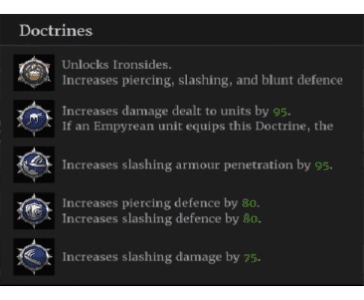 Doctrines
Unlocks Ironsides.
Increases piercing, slashing, and blunt defence
Increases damage dealt to units by 95.
If an Empyrean unit equips this Doctrine, the
Increases slashing armour penetration by 95.
Increases piercing defence by 80.
Increases slashing defence by 80.
Increases slashing damage by 75.